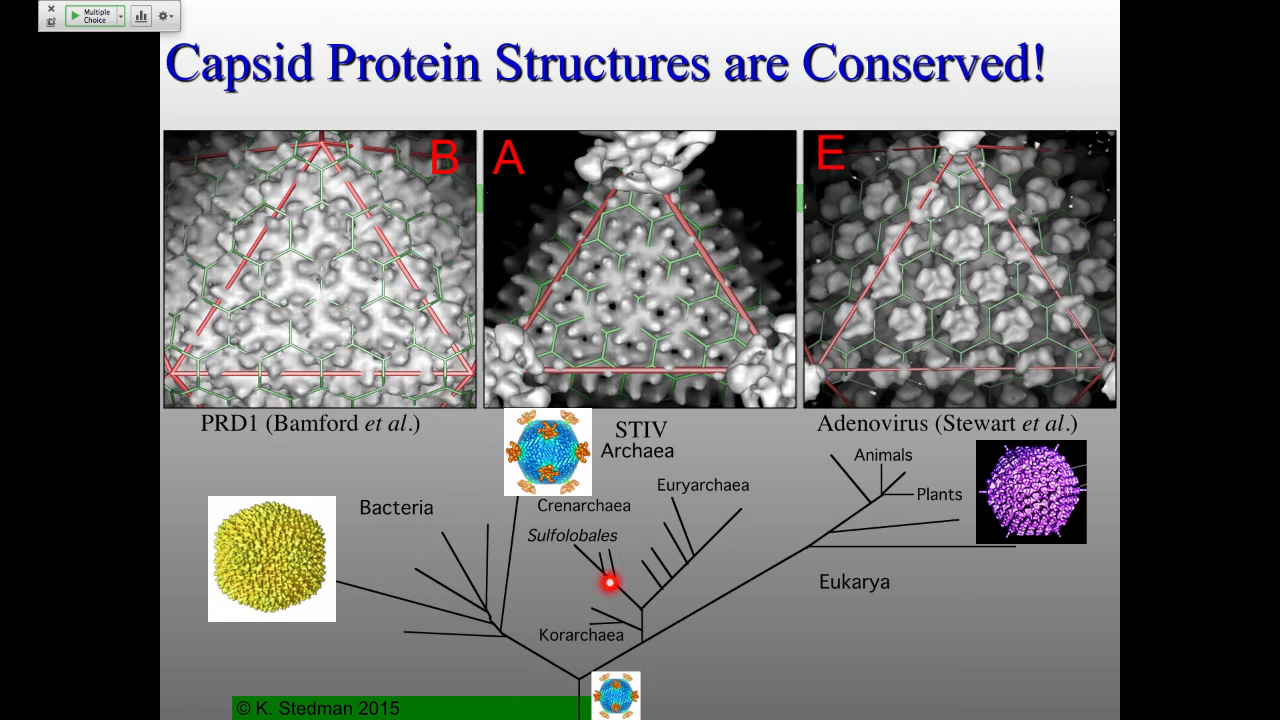 Multiple
Choice
Capsid Protein Structures are Conserved!
B
A
E
PRD1 (Bamford et al.)
STIV
Adenovirus (Stewart et al.)
Archaea
Animals
Euryarchaea
Plants
Bacteria
Crenarchaea
Sulfolobales
Eukarya
Korarchaea
© K. Stedman 2015